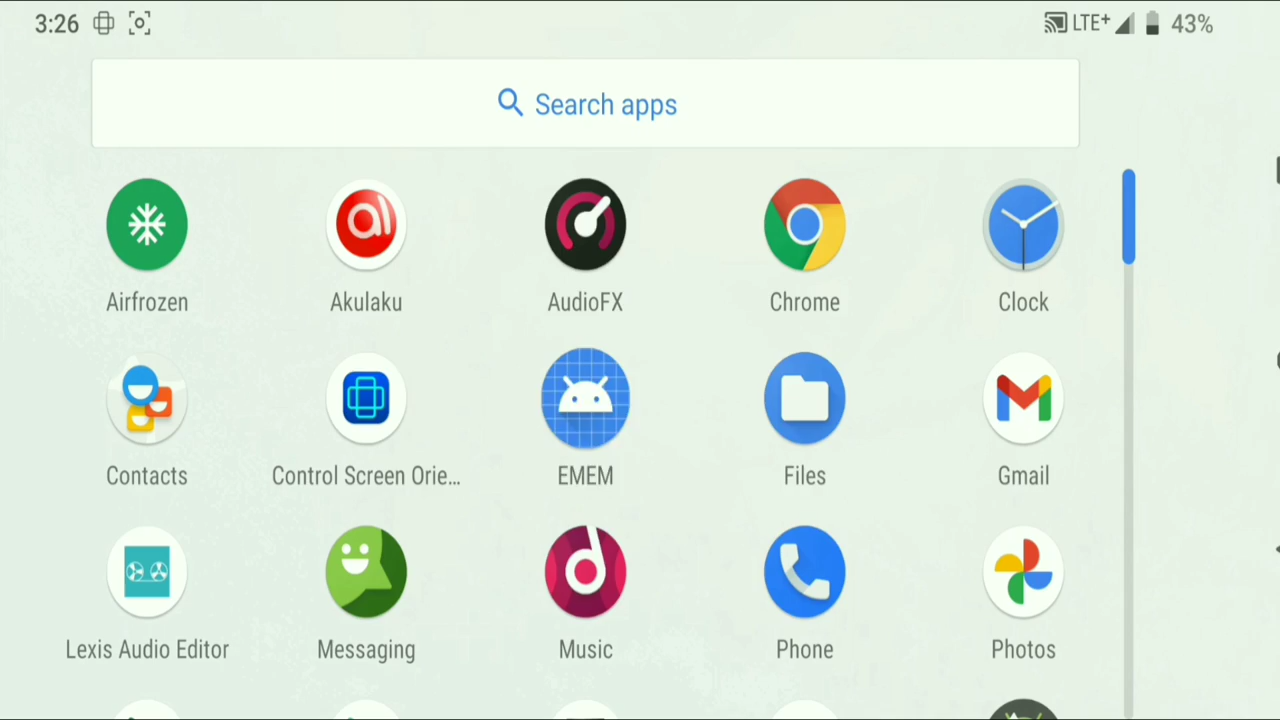 3:26
LTE+ 43%
Search apps
Airfrozen Akulaku AudioFX Chrome Clock
Contacts Control Screen Orie... EMEM Files Gmail
Lexis Audio Editor Messaging Music Phone Photos